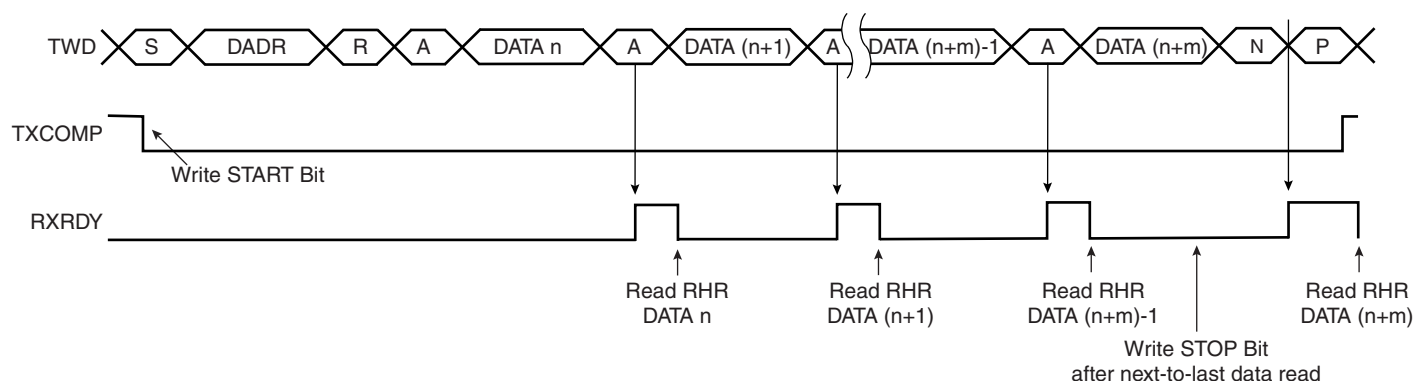 TWD S DADR R A DATA n A DATA (n+1) A DATA (n+m)-1 A DATA (n+m) N P
TXCOMP
Write START Bit
RXRDY
Read RHR Read RHR Read RHR Read RHR
DATA n DATA (n+1) DATA (n+m)-1 DATA (n+m)
Write STOP Bit
after next-to-last data read